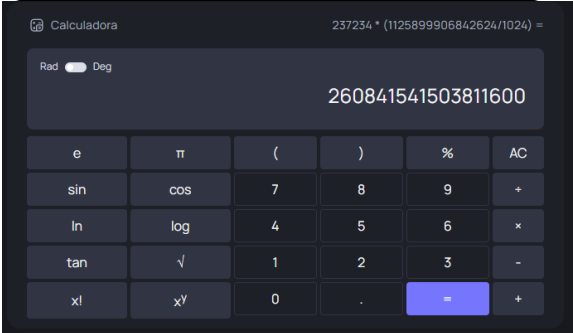 Calculadora 237234 * (1125899906842624/1024) =
Rad Deg
260841541503811600
e π ( ) % AC
sin cos 7 8 9 ÷
ln log 4 5 6 ×
tan √ 1 2 3 -
x! xʸ 0 . = +